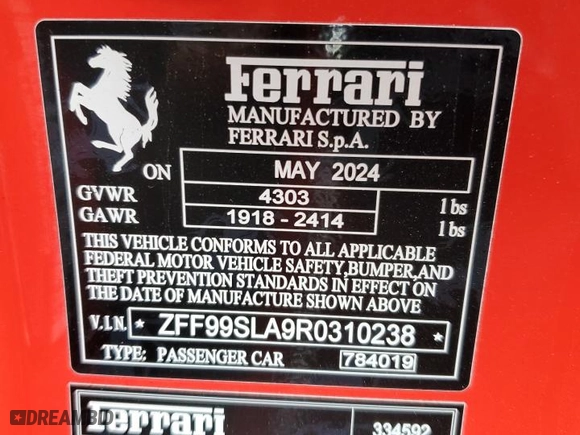 Ferrari
MANUFACTURED BY
FERRARI S.p.A.
ON MAY 2024
GVWR 4303 lbs
GAWR 1918 - 2414 lbs
THIS VEHICLE CONFORMS TO ALL APPLICABLE
FEDERAL MOTOR VEHICLE SAFETY,BUMPER,AND
THEFT PREVENTION STANDARDS IN EFFECT ON
THE DATE OF MANUFACTURE SHOWN ABOVE
V.I.N. * ZFF99SLA9R0310238 *
TYPE: PASSENGER CAR 784019
Ferrari 334592
DREAMBID